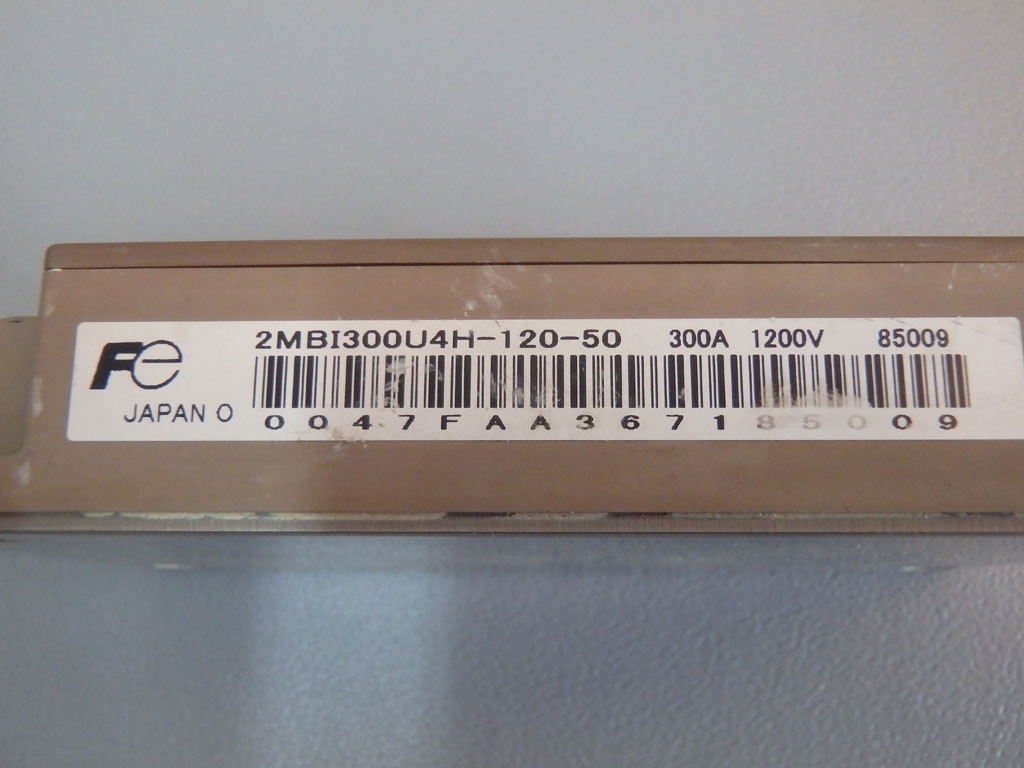 2MBI300U4H-120-50 300A 1200V 85009
Fe
JAPAN O
0047FAA367185009